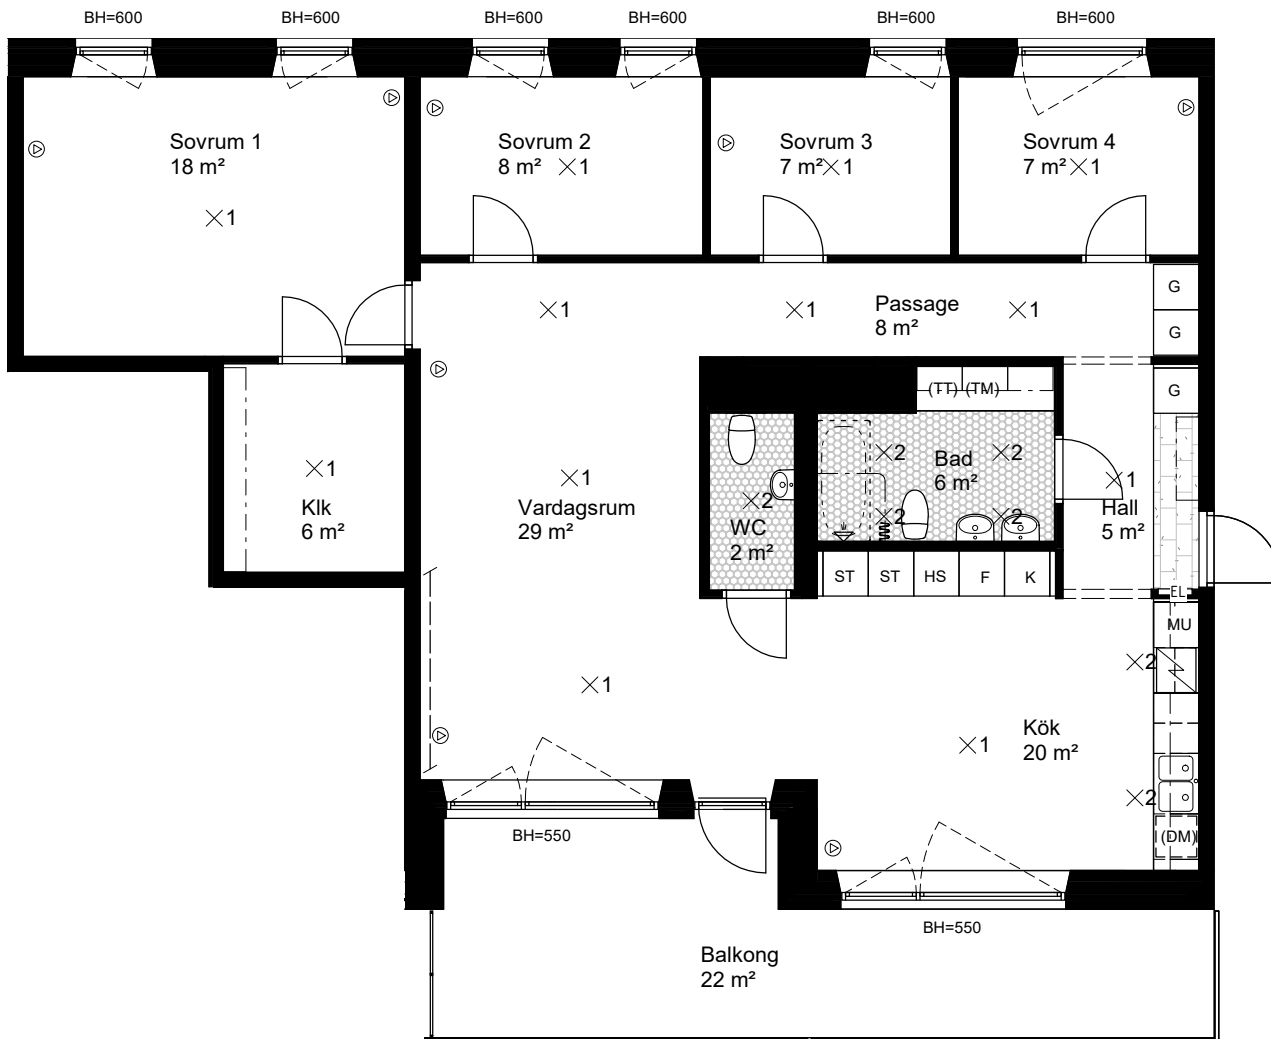 BH=600
BH=600
BH=600
BH=600
BH=600
BH=600
Sovrum 1
18 m²
1
Sovrum 2
8 m²
1
Sovrum 3
7 m²
1
Sovrum 4
7 m²
1
1
1
Passage
8 m²
1
G
G
G
(TT) (TM)
1
Klk
6 m²
1
Vardagsrum
29 m²
2
WC
2 m²
2
Bad
6 m²
2
2
2
1
Hall
5 m²
ST
ST
HS
F
K
EL
MU
2
1
1
Kök
20 m²
2
(DM)
BH=550
BH=550
Balkong
22 m²